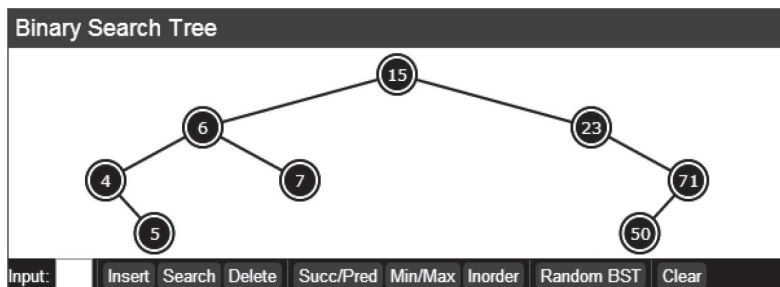 Binary Search Tree
15
6 23
4 7 71
5 50
Input: Insert Search Delete Succ/Pred Min/Max Inorder Random BST Clear